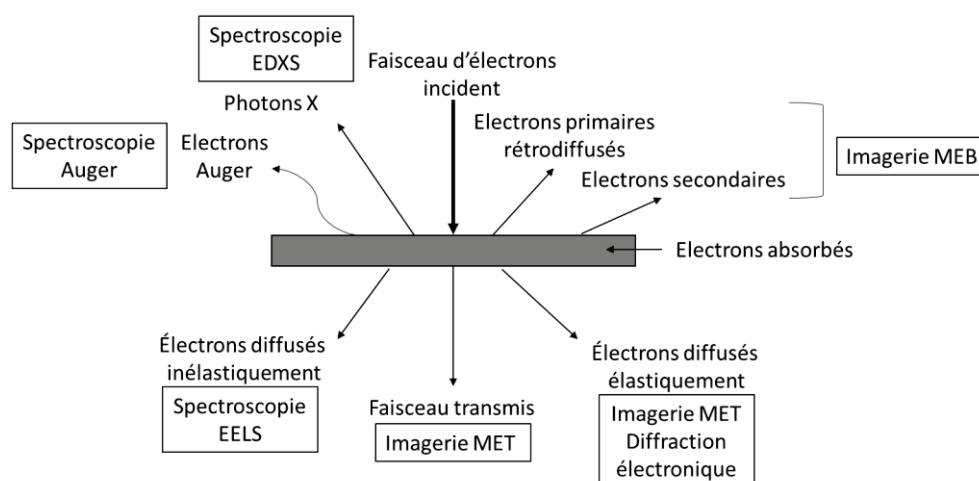 Spectroscopie
EDXS
Photons X
Faisceau d'électrons
incident
Electrons primaires
rétrodiffusés
Electrons secondaires
Imagerie MEB
Spectroscopie
Auger
Electrons
Auger
Electrons absorbés
Électrons diffusés
inélastiquement
Spectroscopie
EELS
Faisceau transmis
Imagerie MET
Électrons diffusés
élastiquement
Imagerie MET
Diffraction
électronique